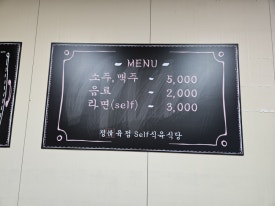 - MENU -
소주, 맥주 - 5,000
음료 - 2,000
라면(self) - 3,000
Self식육식당